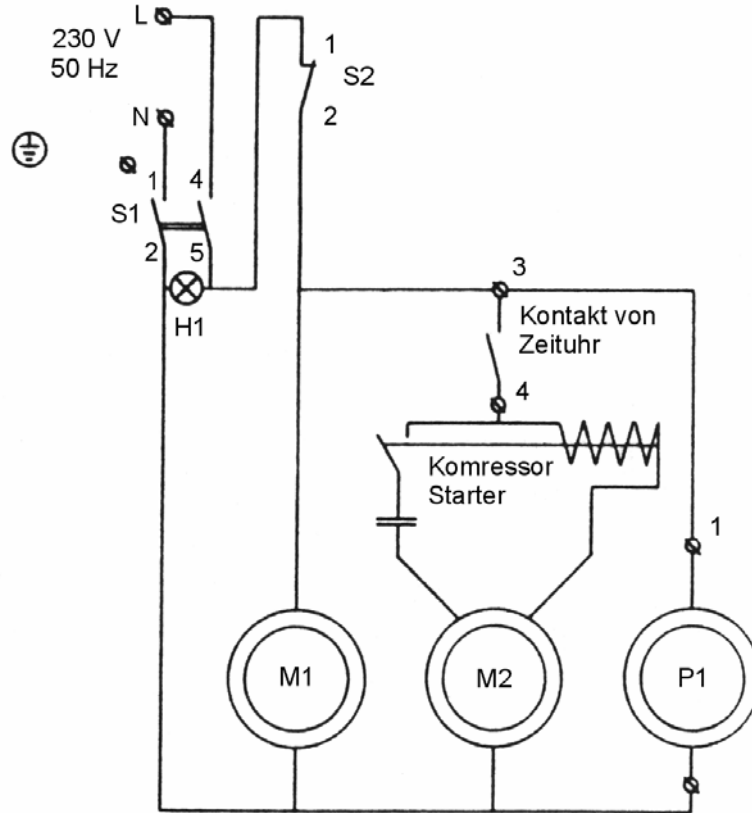 L
230 V
50 Hz
N
1
S2
2
1 4
S1
2 5
H1
3
Kontakt von
Zeituhr
4
Komressor
Starter
1
M1
M2
P1